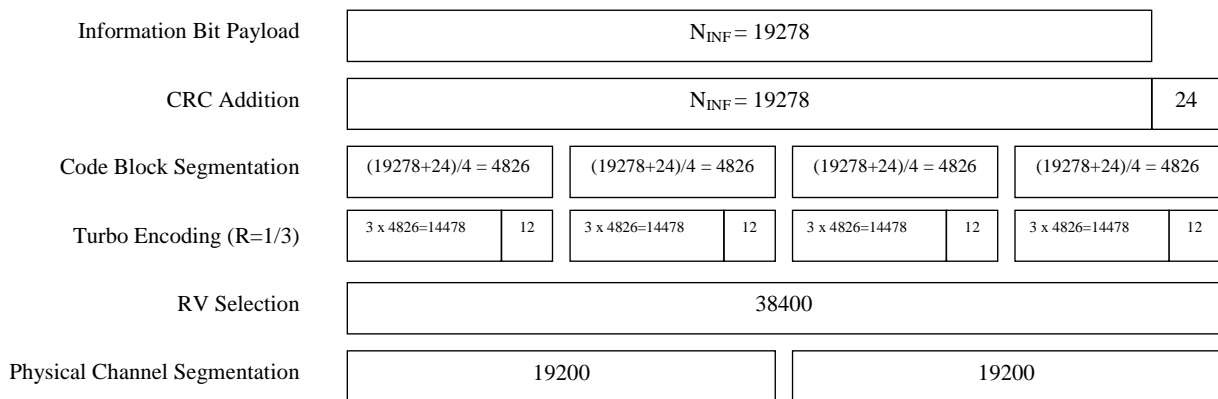 Information Bit Payload
N_INF = 19278
CRC Addition
N_INF = 19278
24
Code Block Segmentation
(19278+24)/4 = 4826
(19278+24)/4 = 4826
(19278+24)/4 = 4826
(19278+24)/4 = 4826
Turbo Encoding (R=1/3)
3 x 4826=14478
12
3 x 4826=14478
12
3 x 4826=14478
12
3 x 4826=14478
12
RV Selection
38400
Physical Channel Segmentation
19200
19200